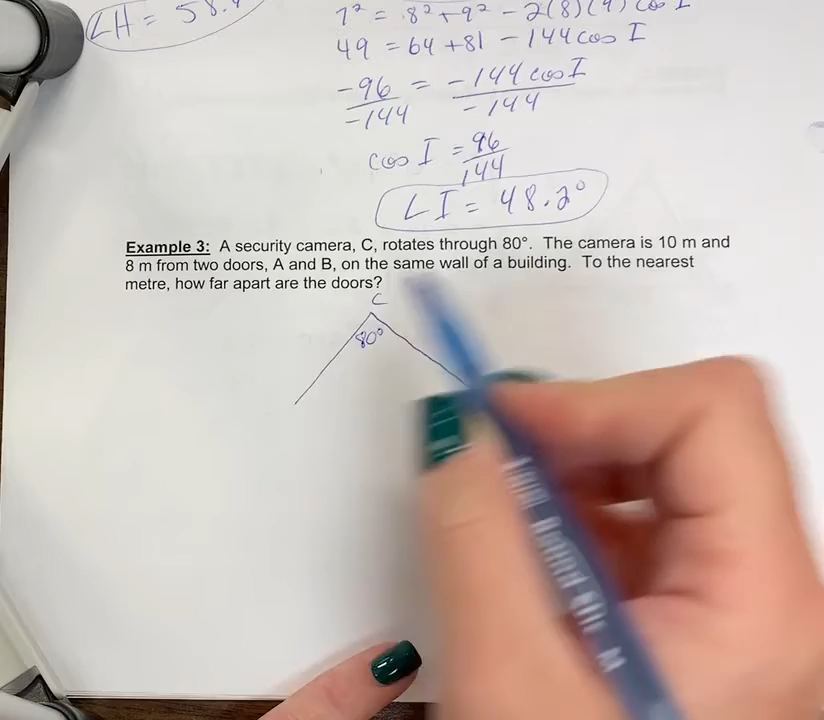 ∠H = 58.4
7² = 8² + 9² - 2(8)(9) cos I
49 = 64 + 81 - 144 cos I
-96 = -144 cos I
-144 -144
cos I = 96
144
∠I = 48.2°
Example 3: A security camera, C, rotates through 80°. The camera is 10 m and
8 m from two doors, A and B, on the same wall of a building. To the nearest
metre, how far apart are the doors?
C
80°